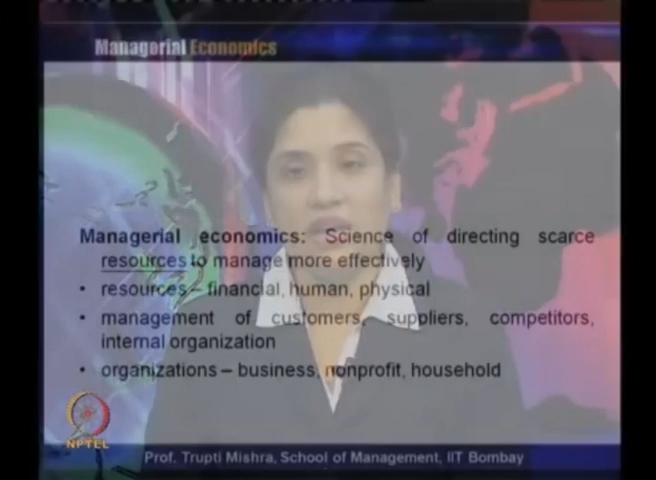 Managerial Economics
Managerial economics: Science of directing scarce
resources to manage more effectively
• resources – financial, human, physical
• management of customers, suppliers, competitors,
internal organization
• organizations – business, nonprofit, household
NPTEL
Prof. Trupti Mishra, School of Management, IIT Bombay